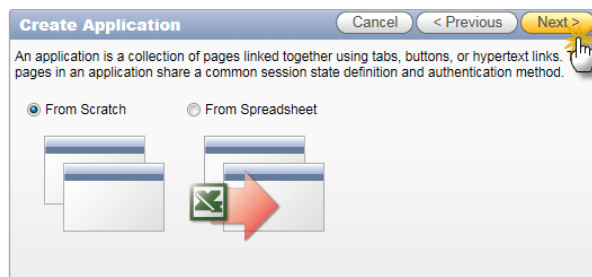 Create Application
Cancel
< Previous
Next >
An application is a collection of pages linked together using tabs, buttons, or hypertext links.
pages in an application share a common session state definition and authentication method.
From Scratch
From Spreadsheet